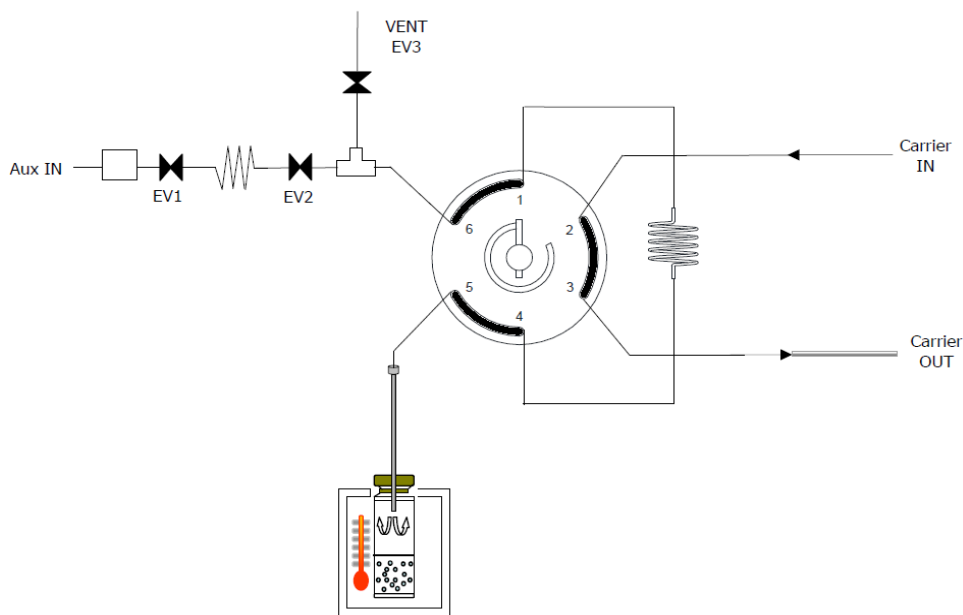 VENT
EV3
Aux IN
EV1
EV2
Carrier
IN
1
2
6
5
3
4
Carrier
OUT